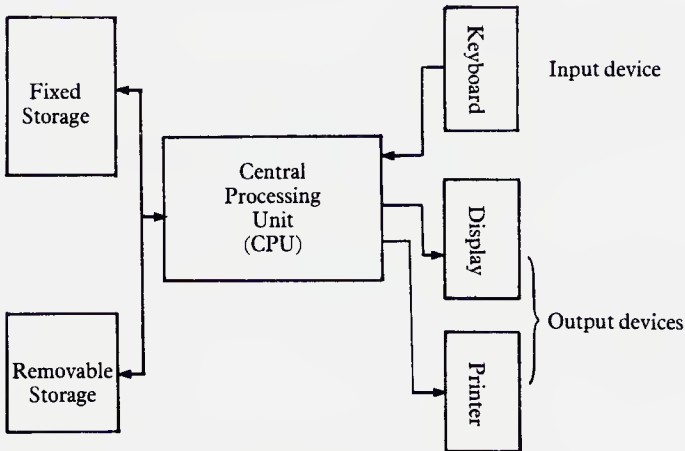 Fixed
Storage
Removable
Storage
Central
Processing
Unit
(CPU)
Keyboard
Input device
Display
Printer
Output devices